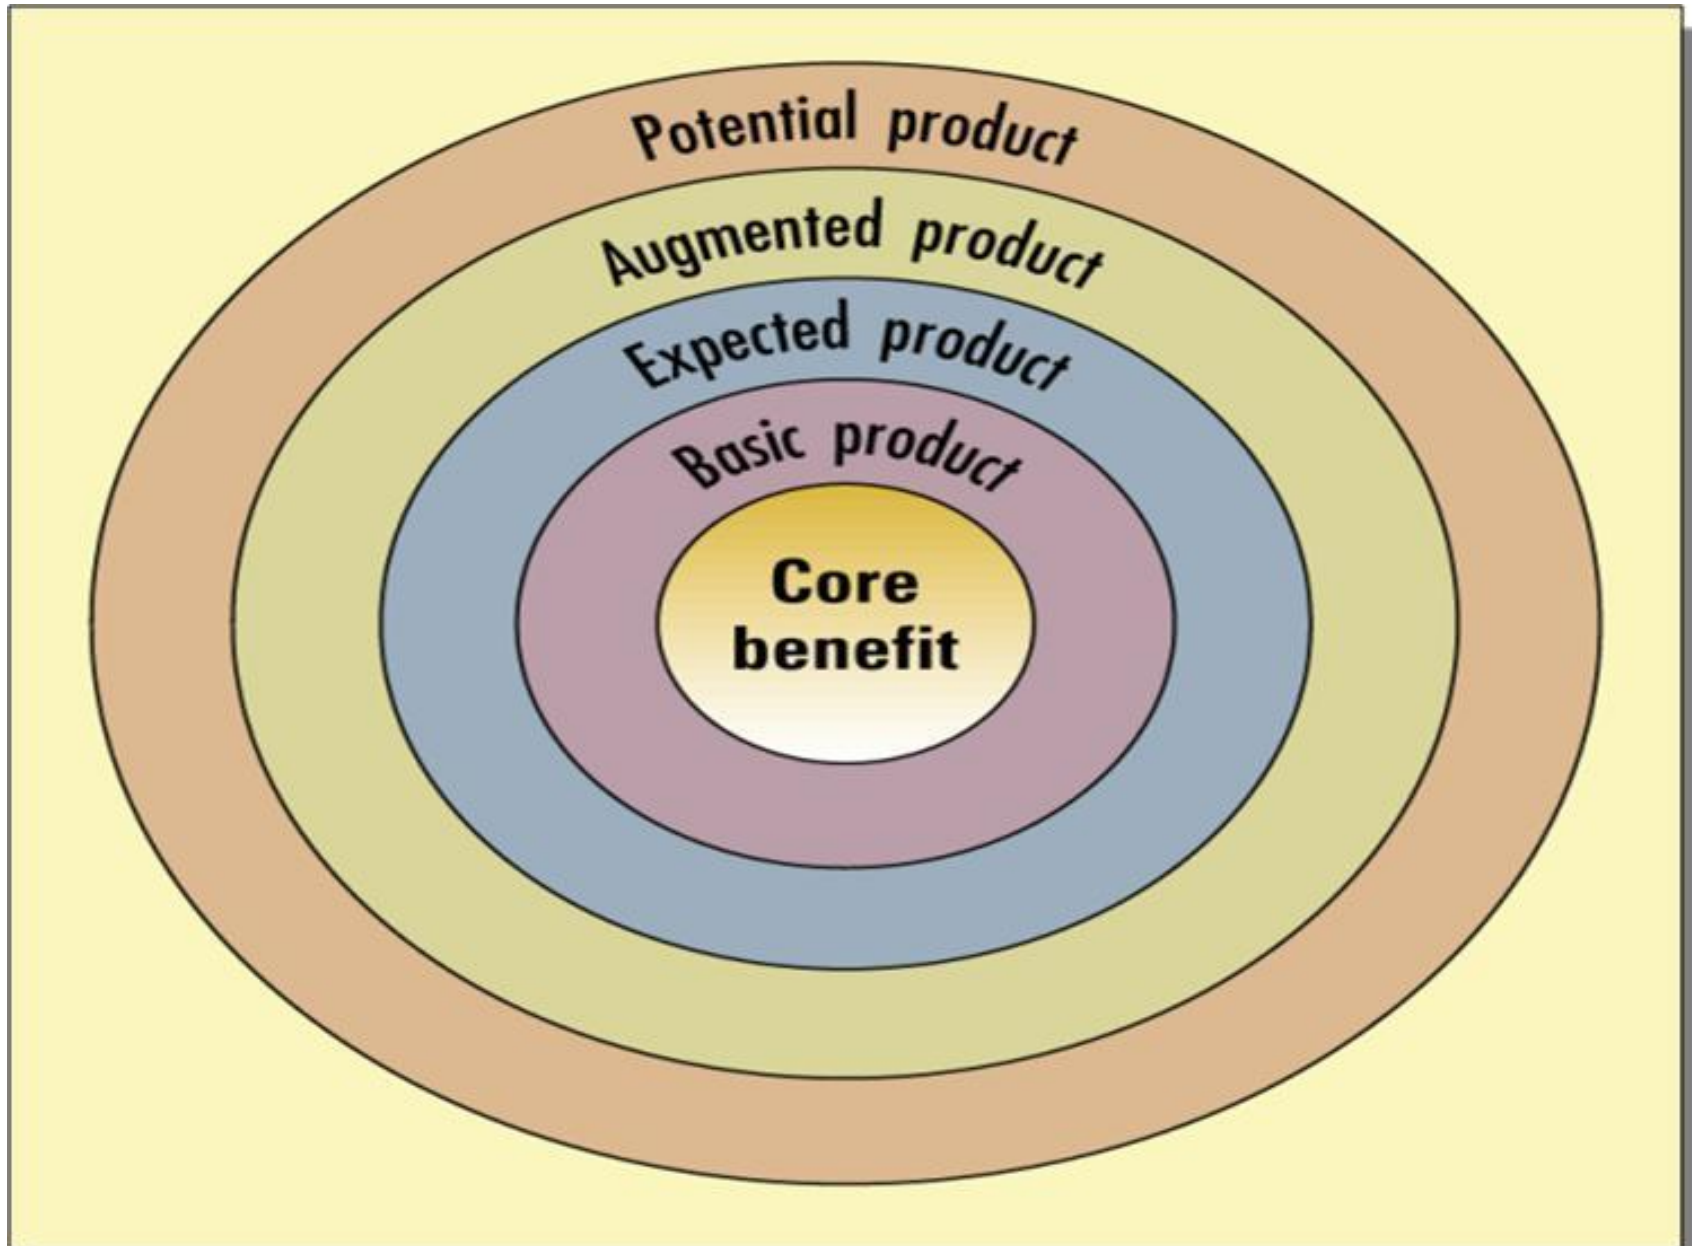 Potential product
Augmented product
Expected product
Basic product
Core
benefit